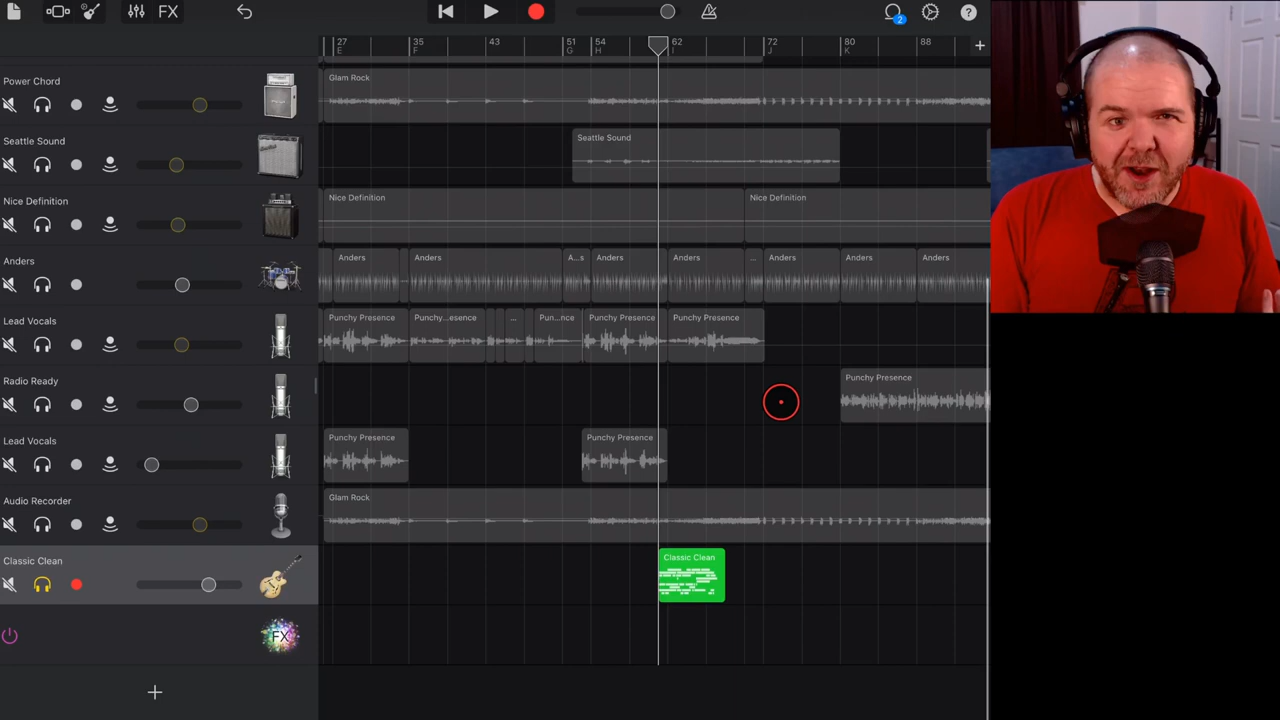 FX
2
?
27 35 43 51 54 62 72 80 88
E F G H I J K
Power Chord
Glam Rock
Seattle Sound
Seattle Sound
Nice Definition
Nice Definition
Nice Definition
Anders
Anders
Anders
A...s
Anders
Anders
...
Anders
Anders
Anders
Lead Vocals
Punchy Presence
Punchy...esence
...
Pun...nce
Punchy Presence
Punchy Presence
Radio Ready
Punchy Presence
Lead Vocals
Punchy Presence
Punchy Presence
Audio Recorder
Glam Rock
Classic Clean
Classic Clean
FX